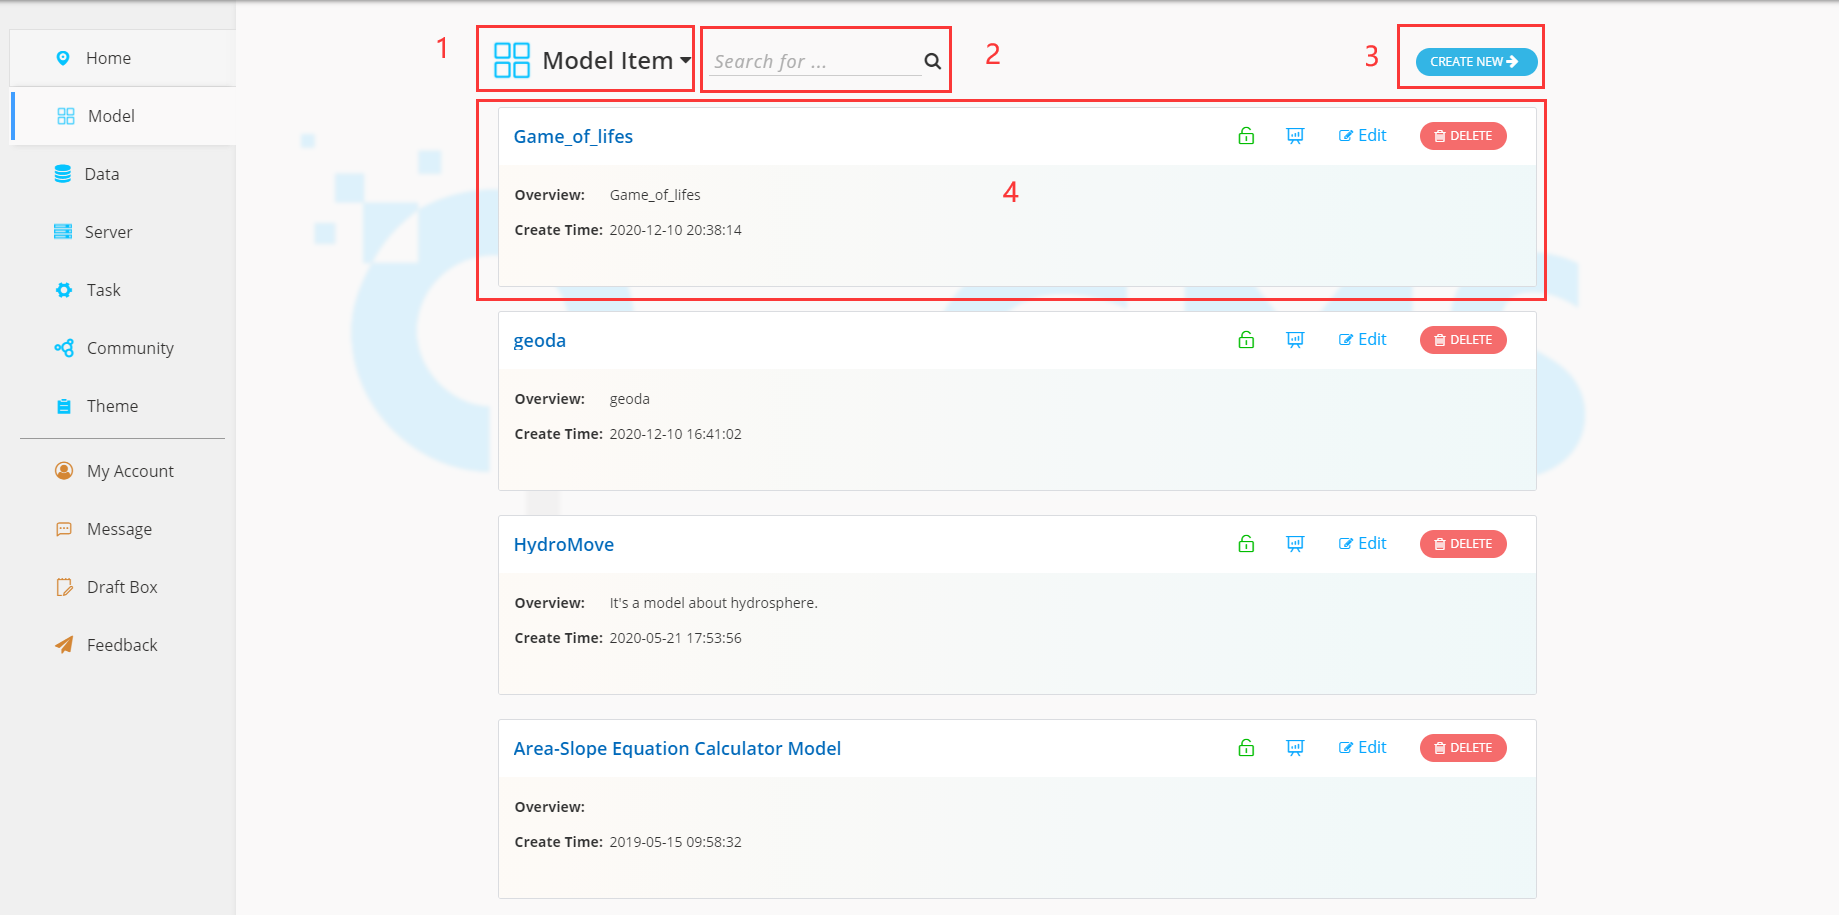 Home
Model
Data
Server
Task
Community
Theme
My Account
Message
Draft Box
Feedback
1 Model Item Search for ... 2 3 CREATE NEW
Game_of_lifes Edit DELETE
4
Overview: Game_of_lifes
Create Time: 2020-12-10 20:38:14
geoda Edit DELETE
Overview: geoda
Create Time: 2020-12-10 16:41:02
HydroMove Edit DELETE
Overview: It's a model about hydrosphere.
Create Time: 2020-05-21 17:53:56
Area-Slope Equation Calculator Model Edit DELETE
Overview:
Create Time: 2019-05-15 09:58:32